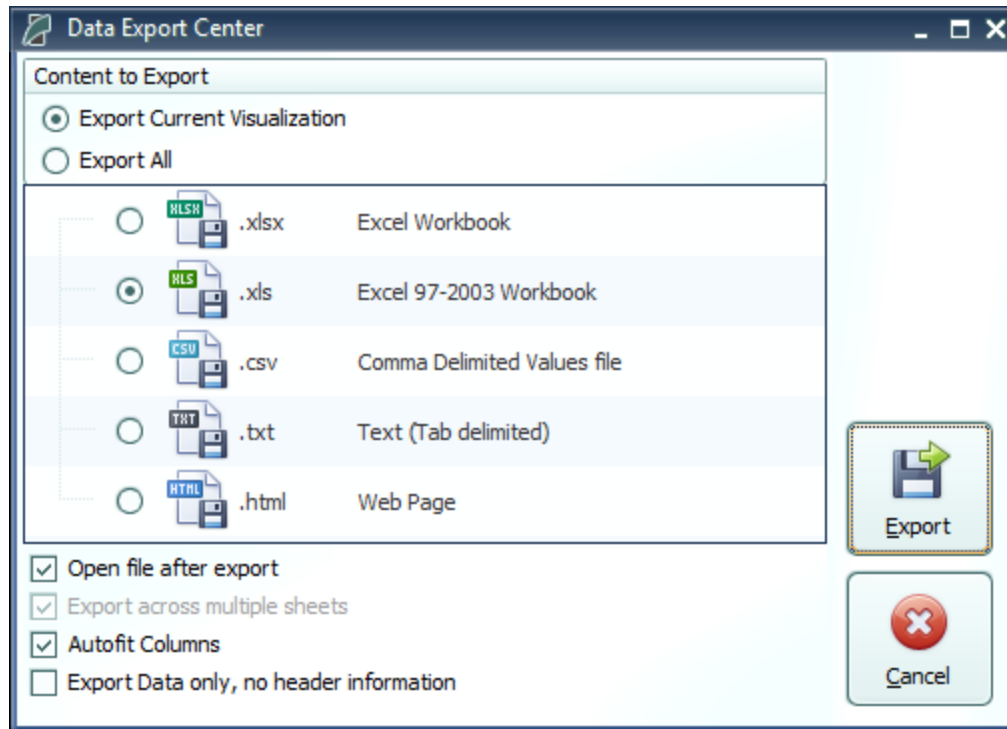 Data Export Center
Content to Export
Export Current Visualization
Export All
XLSX .xlsx Excel Workbook
XLS .xls Excel 97-2003 Workbook
CSV .csv Comma Delimited Values file
TXT .txt Text (Tab delimited)
HTML .html Web Page
Export
Open file after export
Export across multiple sheets
Autofit Columns
Export Data only, no header information
Cancel